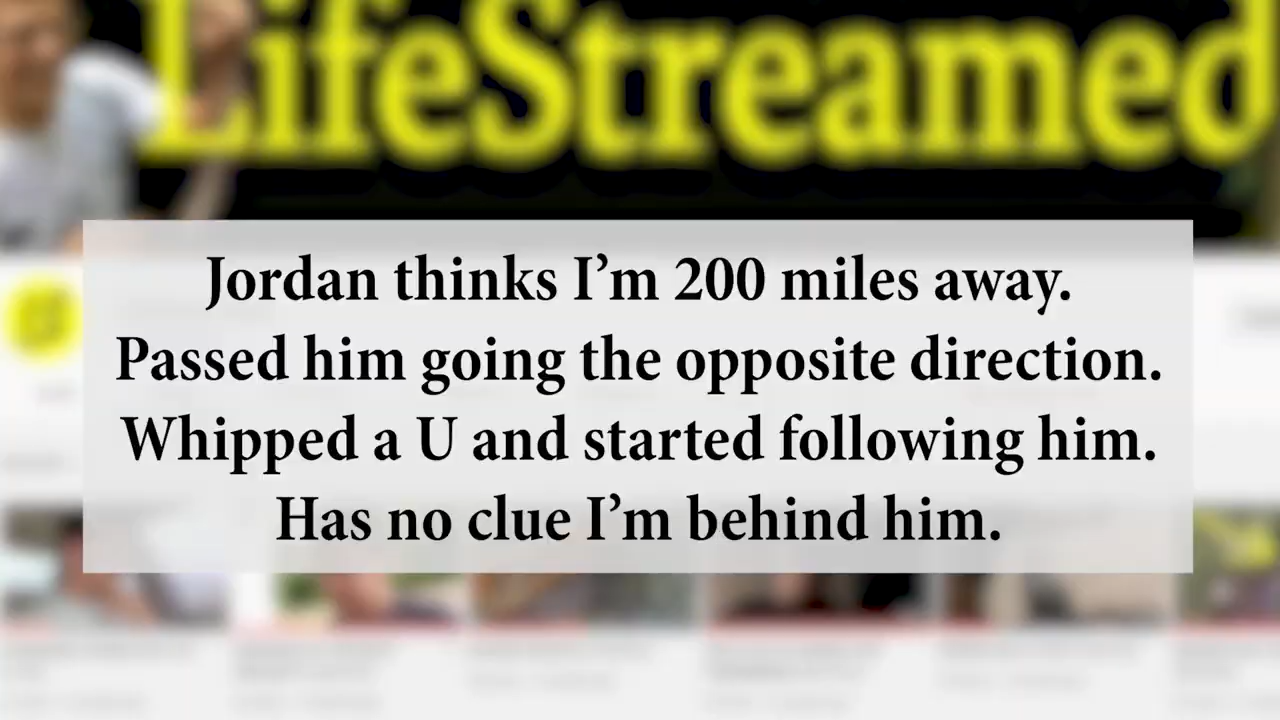 LifeStreamed
Jordan thinks I’m 200 miles away.
Passed him going the opposite direction.
Whipped a U and started following him.
Has no clue I’m behind him.